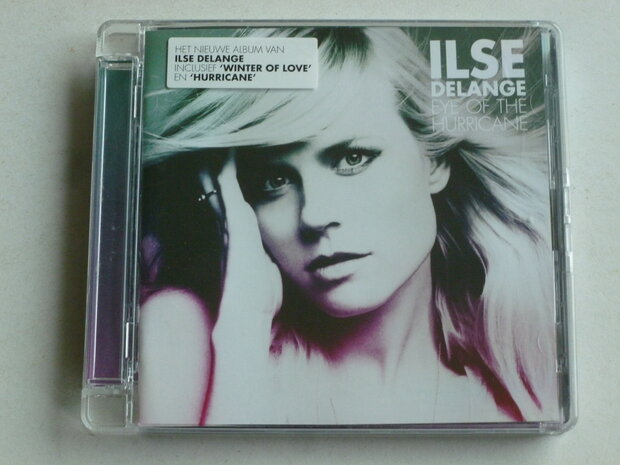 HET NIEUWE ALBUM VAN
ILSE DELANGE
INCLUSIEF ‘WINTER OF LOVE’
EN ‘HURRICANE’
ILSE
DELANGE
EYE OF THE
HURRICANE